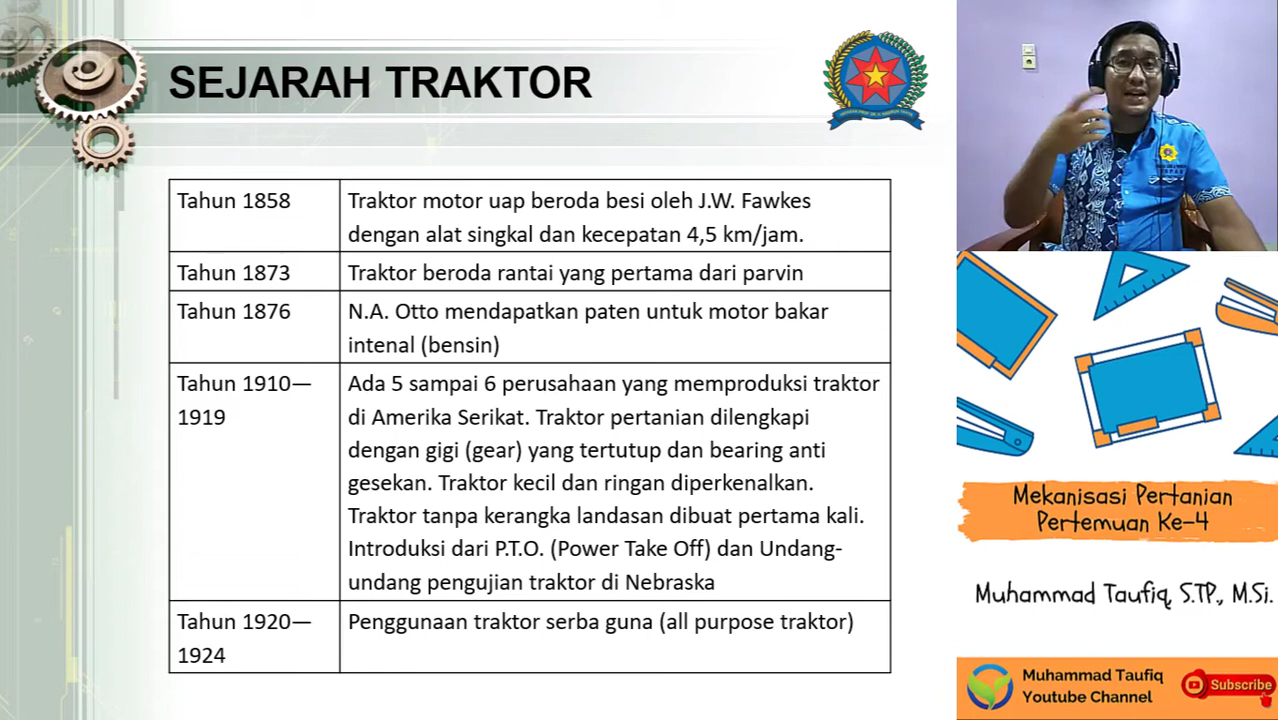 SEJARAH TRAKTOR
Tahun 1858
Traktor motor uap beroda besi oleh J.W. Fawkes
dengan alat singkal dan kecepatan 4,5 km/jam.
Tahun 1873
Traktor beroda rantai yang pertama dari parvin
Tahun 1876
N.A. Otto mendapatkan paten untuk motor bakar
intenal (bensin)
Tahun 1910—
1919
Ada 5 sampai 6 perusahaan yang memproduksi traktor
di Amerika Serikat. Traktor pertanian dilengkapi
dengan gigi (gear) yang tertutup dan bearing anti
gesekan. Traktor kecil dan ringan diperkenalkan.
Traktor tanpa kerangka landasan dibuat pertama kali.
Introduksi dari P.T.O. (Power Take Off) dan Undang-
undang pengujian traktor di Nebraska
Tahun 1920—
1924
Penggunaan traktor serba guna (all purpose traktor)
Mekanisasi Pertanian
Pertemuan Ke-4
Muhammad Taufiq, S.TP., M.Si.
Muhammad Taufiq
Youtube Channel
Subscribe